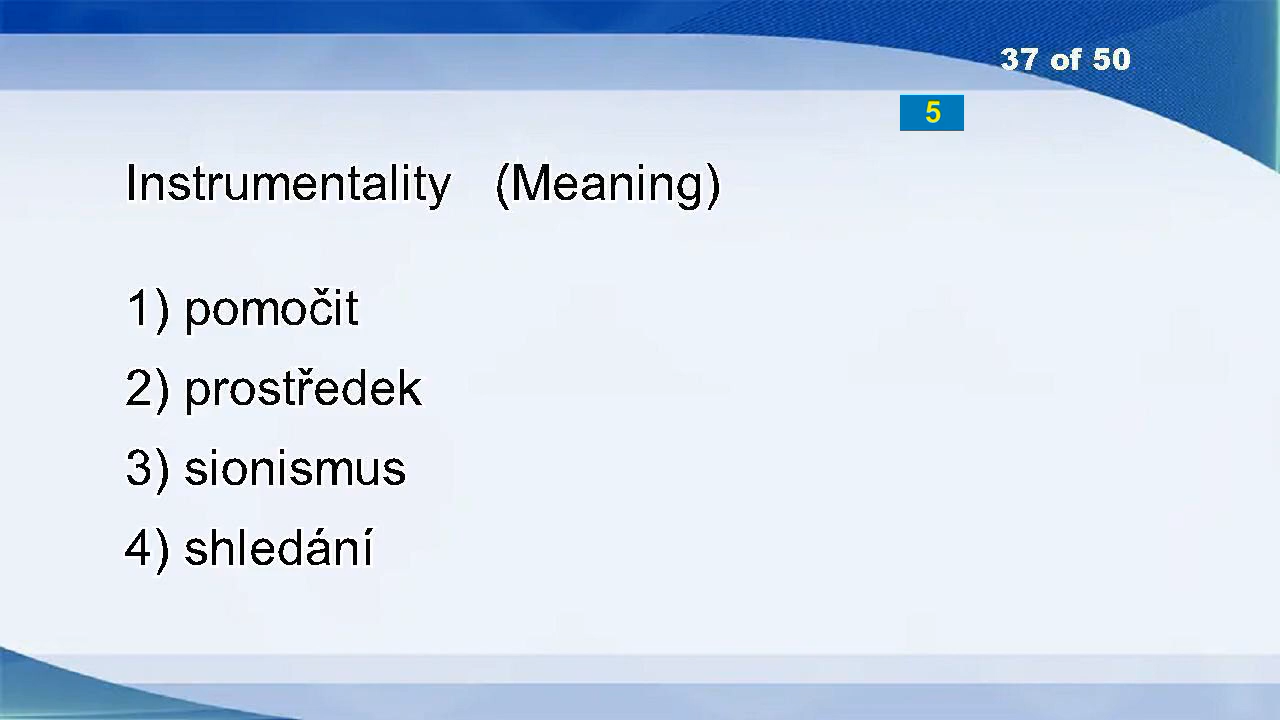 37 of 50
5
Instrumentality (Meaning)
1) pomočit
2) prostředek
3) sionismus
4) shledání